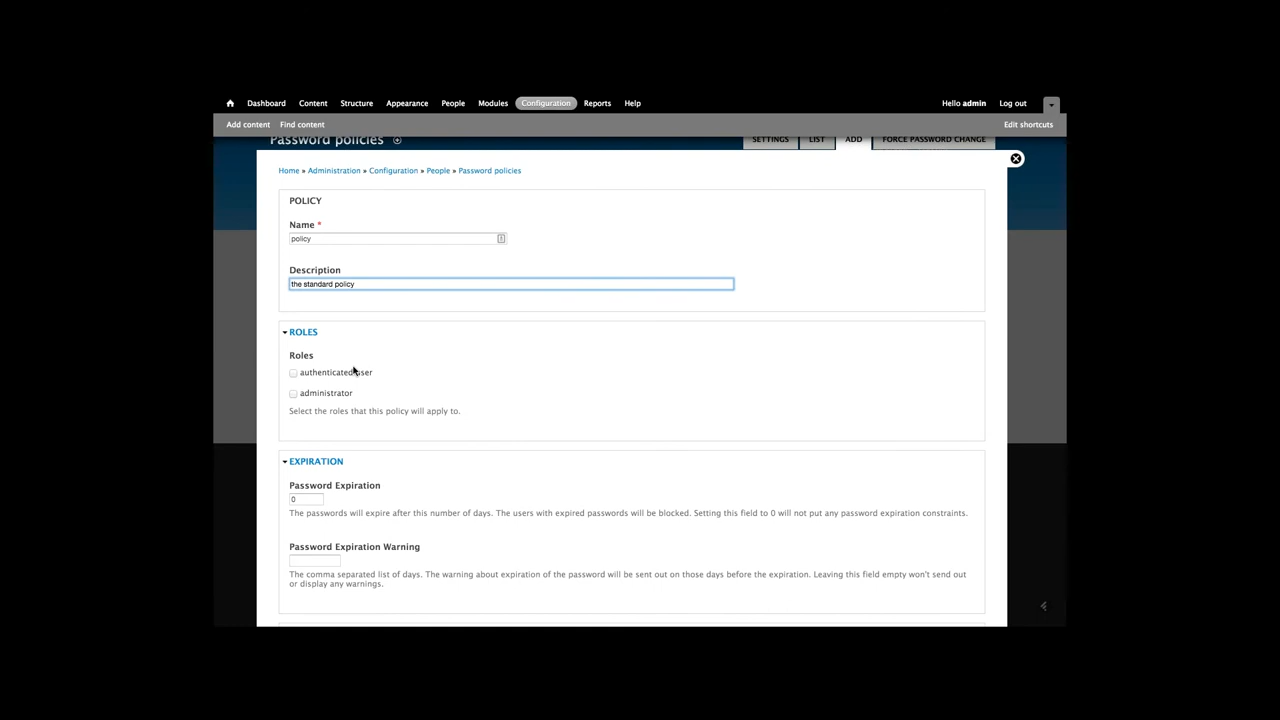 Dashboard Content Structure Appearance People Modules Configuration Reports Help Hello admin Log out
Add content Find content Edit shortcuts
Password policies SETTINGS LIST ADD FORCE PASSWORD CHANGE
Home » Administration » Configuration » People » Password policies
POLICY
Name *
policy
Description
the standard policy
ROLES
Roles
authenticated user
administrator
Select the roles that this policy will apply to.
EXPIRATION
Password Expiration
0
The passwords will expire after this number of days. The users with expired passwords will be blocked. Setting this field to 0 will not put any password expiration constraints.
Password Expiration Warning
The comma separated list of days. The warning about expiration of the password will be sent out on those days before the expiration. Leaving this field empty won't send out
or display any warnings.